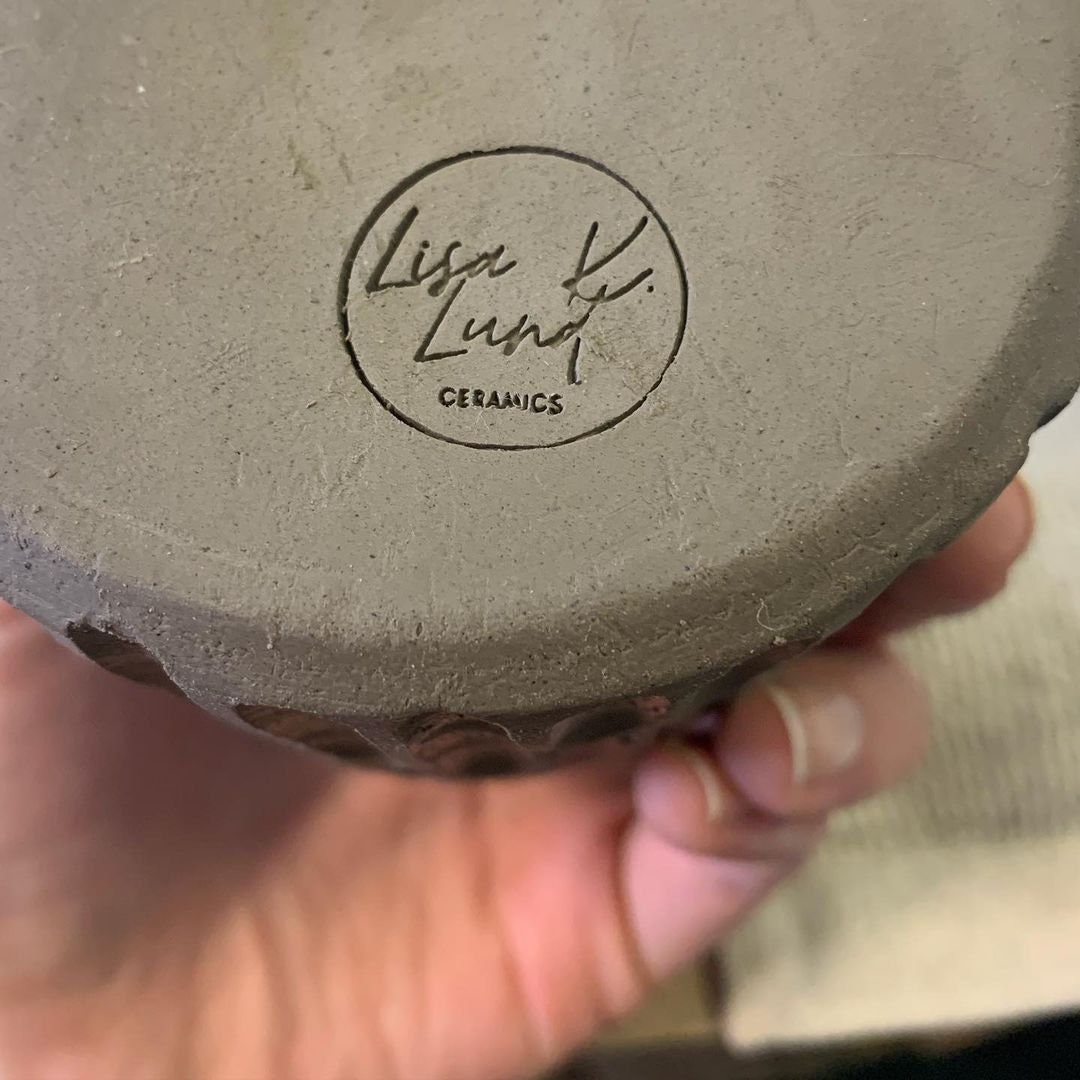 Lisa K.
Lund
CERAMICS